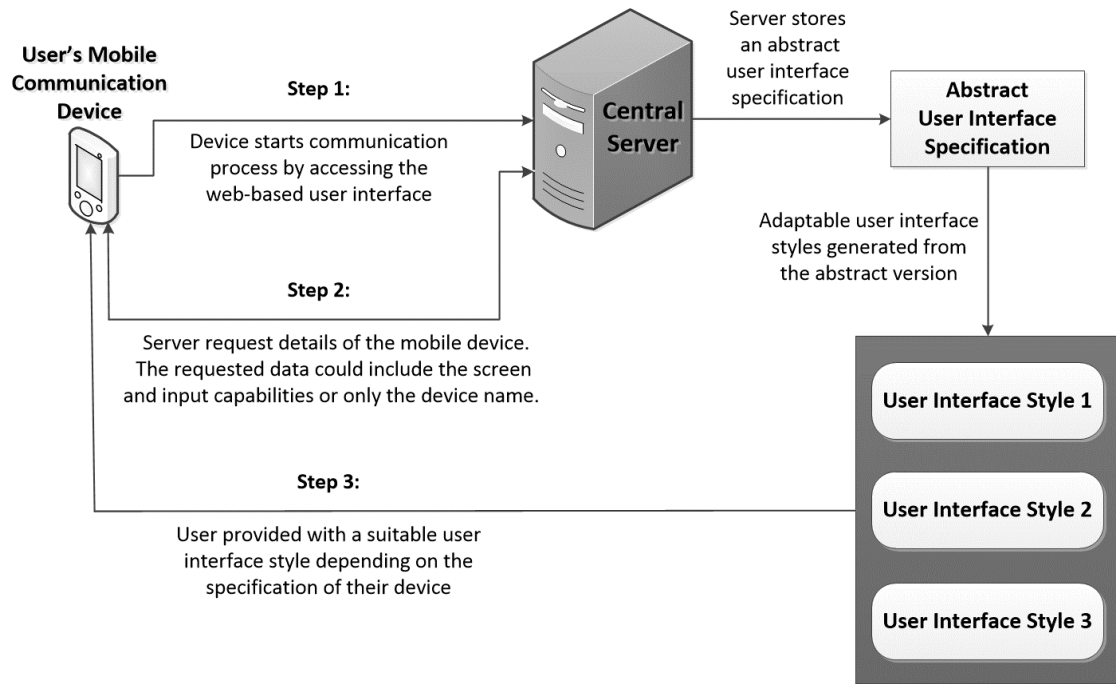 User's Mobile
Communication
Device
Step 1:
Device starts communication
process by accessing the
web-based user interface
Central
Server
Server stores
an abstract
user interface
specification
Abstract
User Interface
Specification
Adaptable user interface
styles generated from
the abstract version
Step 2:
Server request details of the mobile device.
The requested data could include the screen
and input capabilities or only the device name.
User Interface Style 1
User Interface Style 2
User Interface Style 3
Step 3:
User provided with a suitable user
interface style depending on the
specification of their device